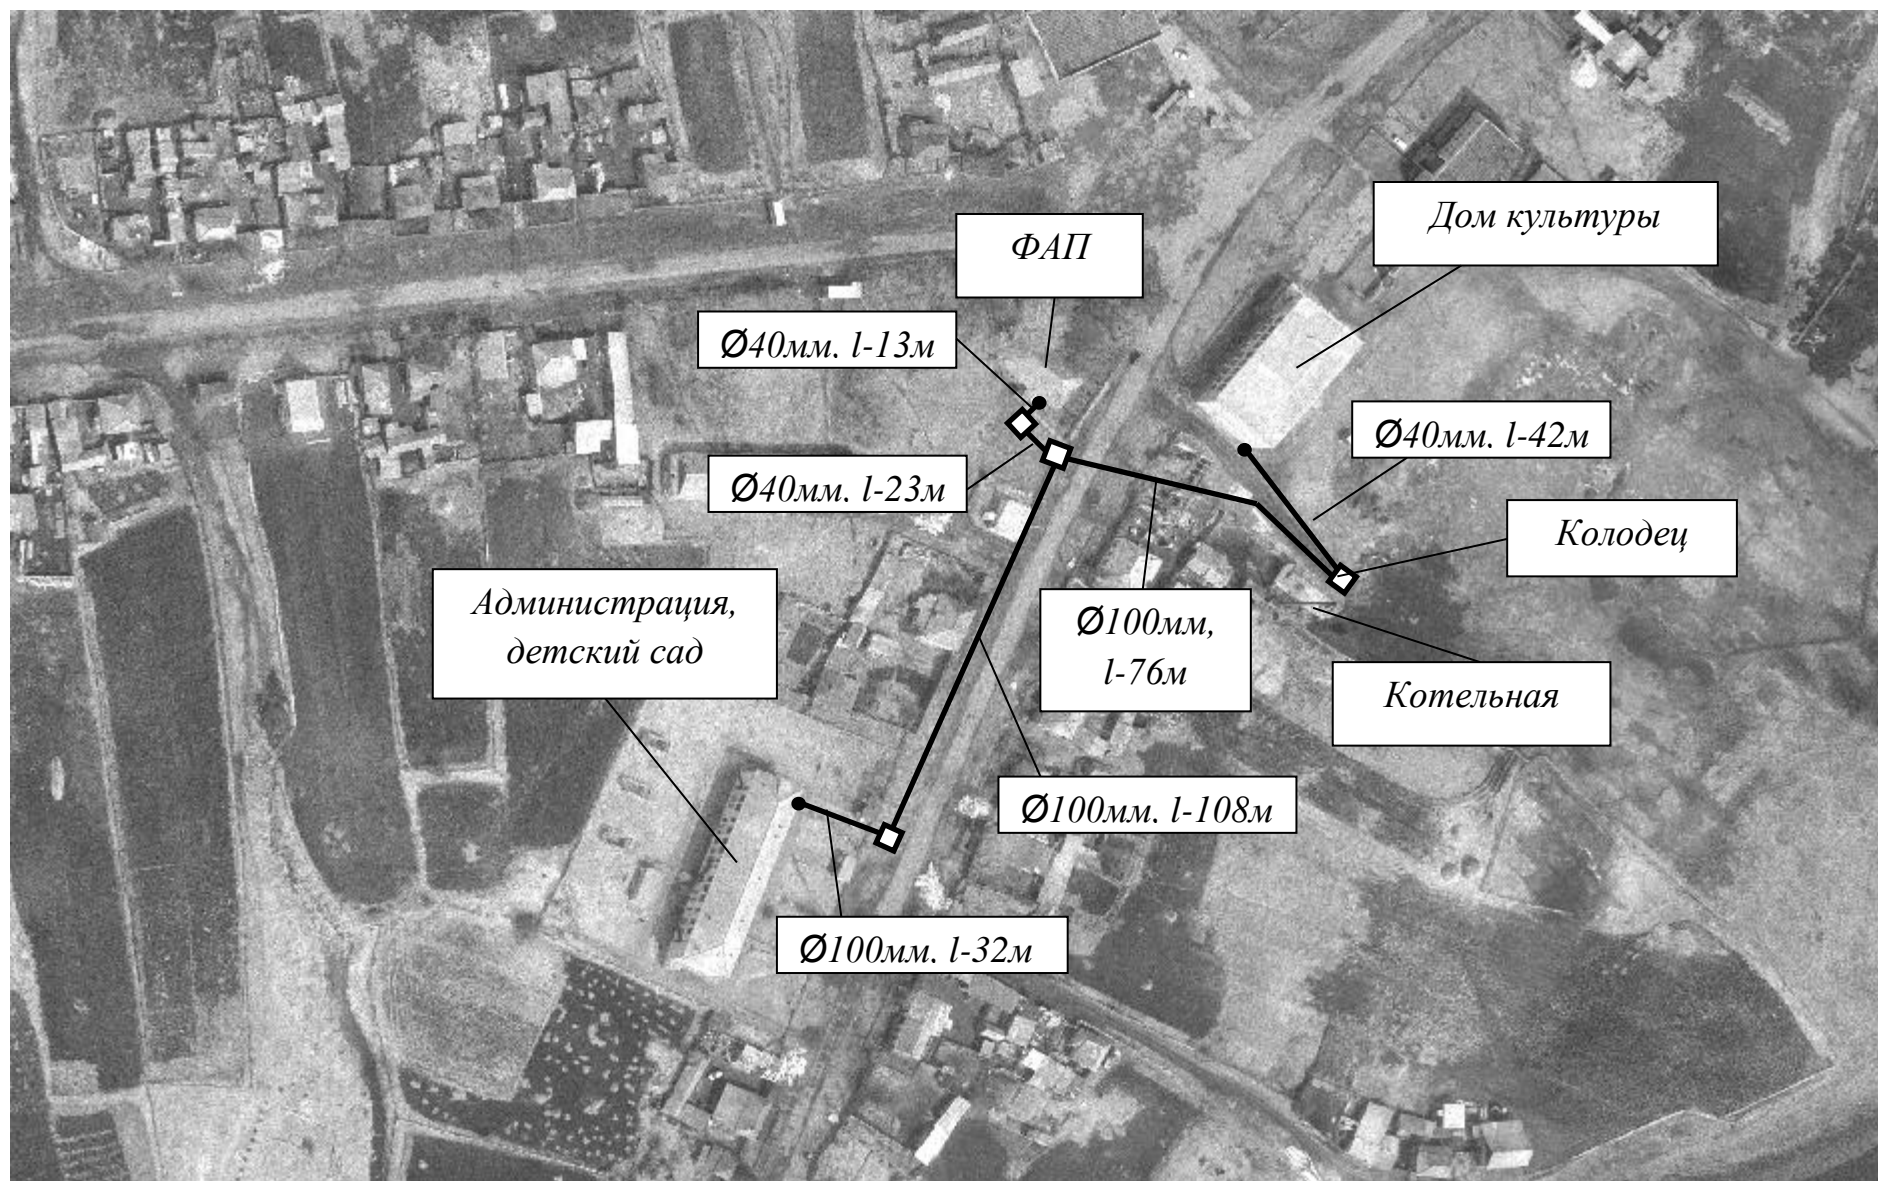 Дом культуры
ФАП
Ø40мм. l-13м
Ø40мм. l-42м
Ø40мм. l-23м
Колодец
Администрация,
детский сад
Ø100мм,
l-76м
Котельная
Ø100мм. l-108м
Ø100мм. l-32м